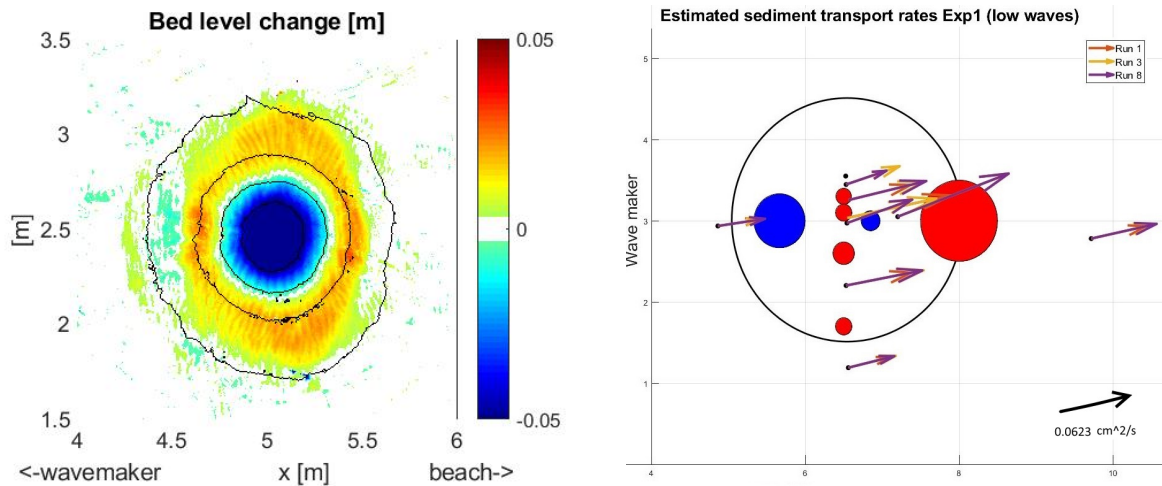 Bed level change [m]
3.5
3
2.5
2
1.5
[m]
4
4.5
5
5.5
6
<-wavemaker
x [m]
beach->
0.05
0
-0.05
Estimated sediment transport rates Exp1 (low waves)
Run 1
Run 3
Run 8
5
4
3
2
1
Wave maker
0.0623 cm^2/s
4
6
8
10